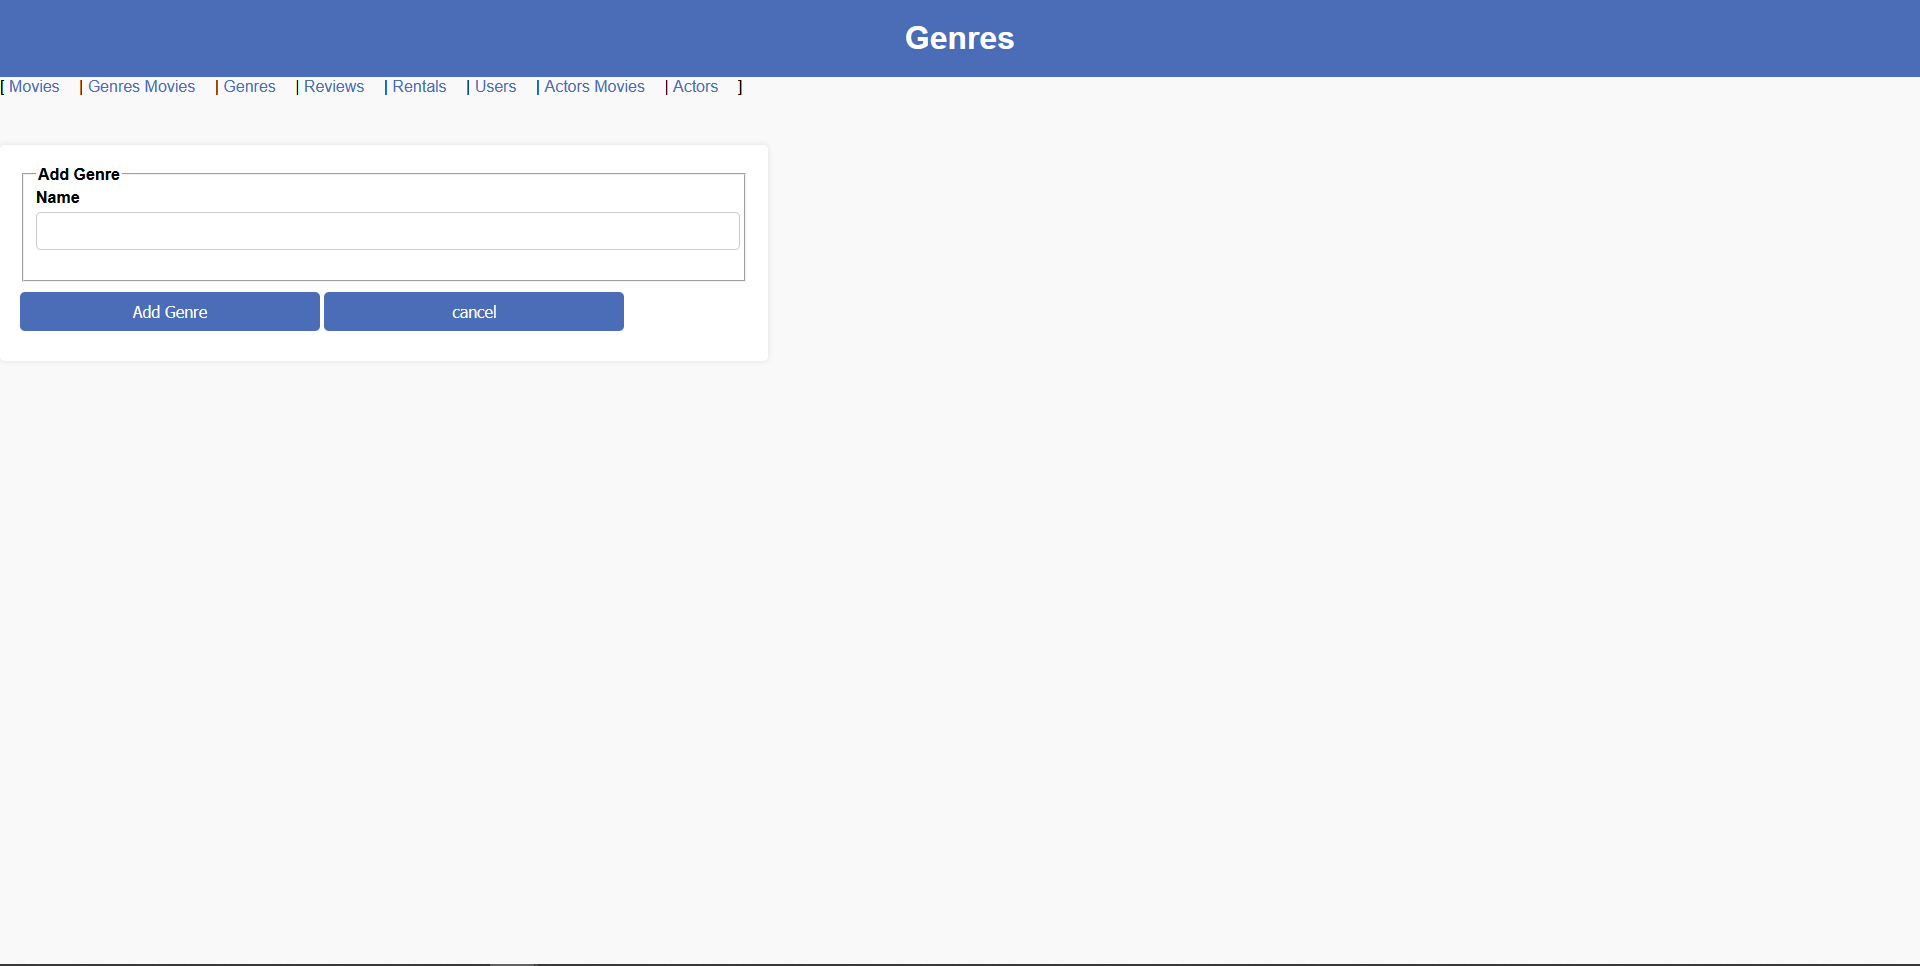 Genres
[ Movies | Genres Movies | Genres | Reviews | Rentals | Users | Actors Movies | Actors ]
Add Genre
Name
Add Genre cancel